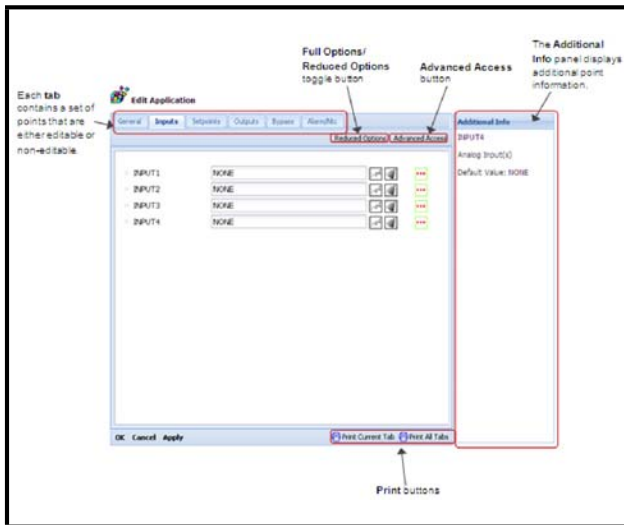 Full Options/
Reduced Options
toggle button
Advanced Access
button
The Additional
Info panel displays
additional point
information.
Each tab
contains a set of
points that are
either editable or
non-editable.
Edit Application
General Inputs Setpoints Outputs Bypass Alarm/Misc
Reduced Options Advanced Access
Additional Info
INPUT4
Analog Input(s)
Default Value: NONE
INPUT1 NONE
INPUT2 NONE
INPUT3 NONE
INPUT4 NONE
OK Cancel Apply
Print Current Tab Print All Tabs
Print buttons